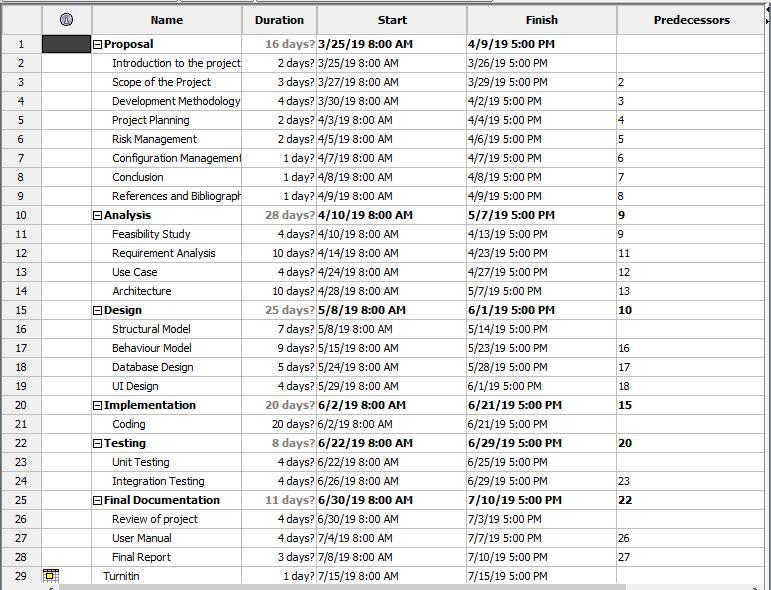 Name Duration Start Finish Predecessors
1 Proposal 16 days? 3/25/19 8:00 AM 4/9/19 5:00 PM
2 Introduction to the project 2 days? 3/25/19 8:00 AM 3/26/19 5:00 PM
3 Scope of the Project 3 days? 3/27/19 8:00 AM 3/29/19 5:00 PM 2
4 Development Methodology 4 days? 3/30/19 8:00 AM 4/2/19 5:00 PM 3
5 Project Planning 2 days? 4/3/19 8:00 AM 4/4/19 5:00 PM 4
6 Risk Management 2 days? 4/5/19 8:00 AM 4/6/19 5:00 PM 5
7 Configuration Management 1 day? 4/7/19 8:00 AM 4/7/19 5:00 PM 6
8 Conclusion 1 day? 4/8/19 8:00 AM 4/8/19 5:00 PM 7
9 References and Bibliograph 1 day? 4/9/19 8:00 AM 4/9/19 5:00 PM 8
10 Analysis 28 days? 4/10/19 8:00 AM 5/7/19 5:00 PM 9
11 Feasibility Study 4 days? 4/10/19 8:00 AM 4/13/19 5:00 PM 9
12 Requirement Analysis 10 days? 4/14/19 8:00 AM 4/23/19 5:00 PM 11
13 Use Case 4 days? 4/24/19 8:00 AM 4/27/19 5:00 PM 12
14 Architecture 10 days? 4/28/19 8:00 AM 5/7/19 5:00 PM 13
15 Design 25 days? 5/8/19 8:00 AM 6/1/19 5:00 PM 10
16 Structural Model 7 days? 5/8/19 8:00 AM 5/14/19 5:00 PM
17 Behaviour Model 9 days? 5/15/19 8:00 AM 5/23/19 5:00 PM 16
18 Database Design 5 days? 5/24/19 8:00 AM 5/28/19 5:00 PM 17
19 UI Design 4 days? 5/29/19 8:00 AM 6/1/19 5:00 PM 18
20 Implementation 20 days? 6/2/19 8:00 AM 6/21/19 5:00 PM 15
21 Coding 20 days? 6/2/19 8:00 AM 6/21/19 5:00 PM
22 Testing 8 days? 6/22/19 8:00 AM 6/29/19 5:00 PM 20
23 Unit Testing 4 days? 6/22/19 8:00 AM 6/25/19 5:00 PM
24 Integration Testing 4 days? 6/26/19 8:00 AM 6/29/19 5:00 PM 23
25 Final Documentation 11 days? 6/30/19 8:00 AM 7/10/19 5:00 PM 22
26 Review of project 4 days? 6/30/19 8:00 AM 7/3/19 5:00 PM
27 User Manual 4 days? 7/4/19 8:00 AM 7/7/19 5:00 PM 26
28 Final Report 3 days? 7/8/19 8:00 AM 7/10/19 5:00 PM 27
29 Turnitin 1 day? 7/15/19 8:00 AM 7/15/19 5:00 PM